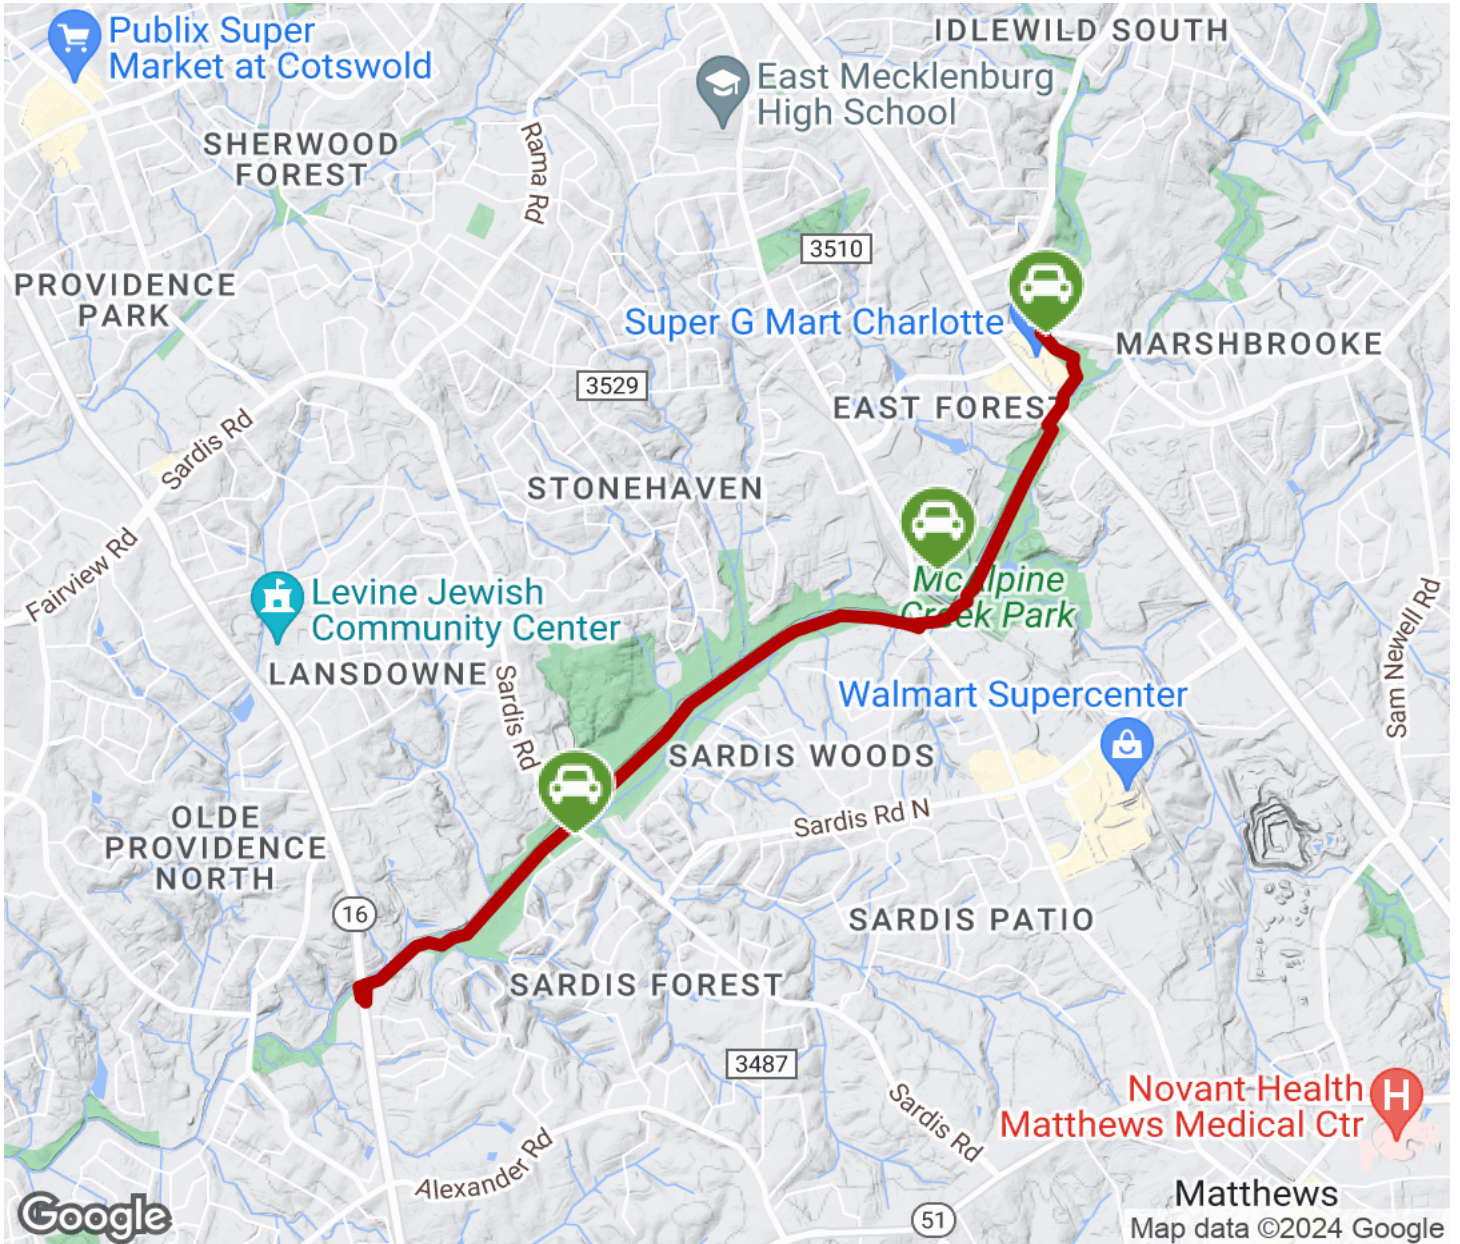 Publix Super
Market at Cotswold
IDLEWILD SOUTH
East Mecklenburg
High School
SHERWOOD
FOREST
Rama Rd
3510
PROVIDENCE
PARK
Super G Mart Charlotte
MARSHBROOKE
3529
EAST FOREST
Sardis Rd
STONEHAVEN
Fairview Rd
McAlpine
Creek Park
Levine Jewish
Community Center
Sam Newell Rd
LANSDOWNE
Sardis Rd
Walmart Supercenter
SARDIS WOODS
OLDE
PROVIDENCE
NORTH
Sardis Rd N
16
SARDIS PATIO
SARDIS FOREST
3487
Novant Health
Matthews Medical Ctr
H
Sardis Rd
Alexander Rd
Matthews
51
Google
Map data ©2024 Google